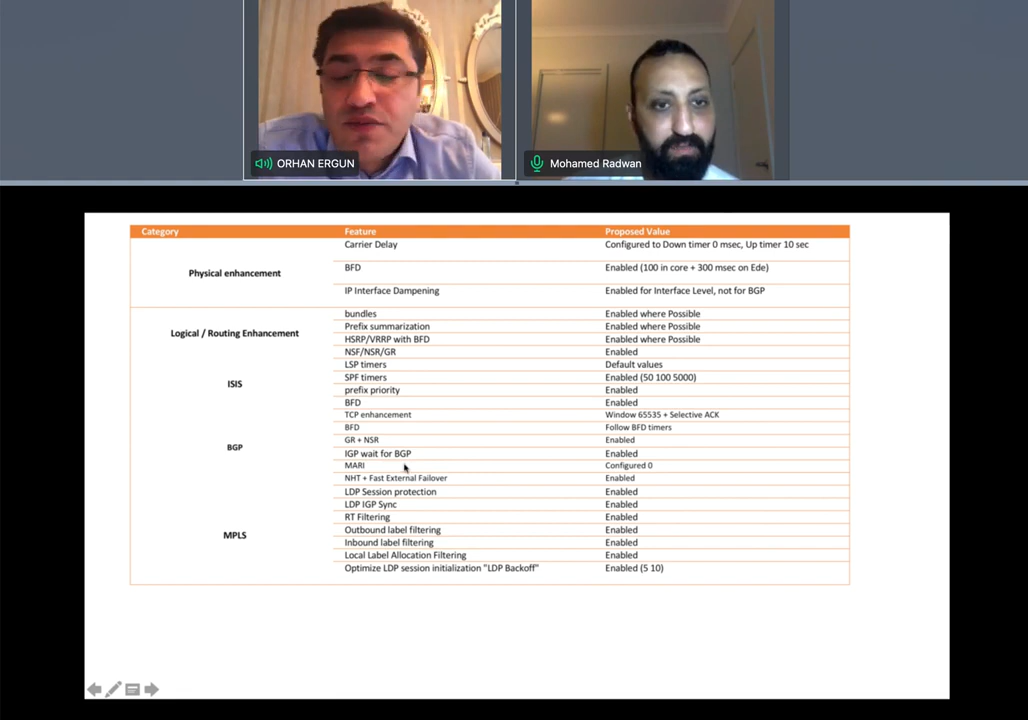 ORHAN ERGUN
Mohamed Radwan
Category Feature Proposed Value
Physical enhancement
Carrier Delay Configured to Down timer 0 msec, Up timer 10 sec
BFD Enabled (100 in core + 300 msec on Ede)
IP Interface Dampening Enabled for Interface Level, not for BGP
Logical / Routing Enhancement
bundles Enabled where Possible
Prefix summarization Enabled where Possible
HSRP/VRRP with BFD Enabled where Possible
NSF/NSR/GR Enabled
ISIS
LSP timers Default values
SPF timers Enabled (50 100 5000)
prefix priority Enabled
BFD Enabled
BGP
TCP enhancement Window 65535 + Selective ACK
BFD Follow BFD timers
GR + NSR Enabled
IGP wait for BGP Enabled
MARI Configured 0
NHT + Fast External Failover Enabled
MPLS
LDP Session protection Enabled
LDP IGP Sync Enabled
RT Filtering Enabled
Outbound label filtering Enabled
Inbound label filtering Enabled
Local Label Allocation Filtering Enabled
Optimize LDP session initialization "LDP Backoff" Enabled (5 10)